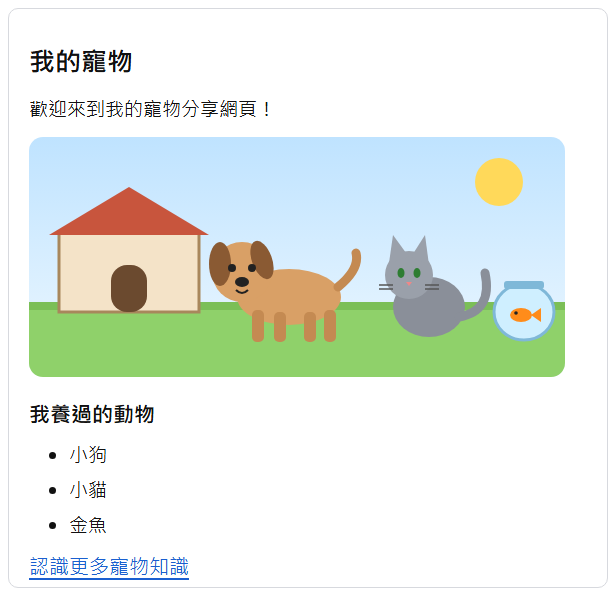 我的寵物
歡迎來到我的寵物分享網頁！
我養過的動物
小狗
小貓
金魚
認識更多寵物知識